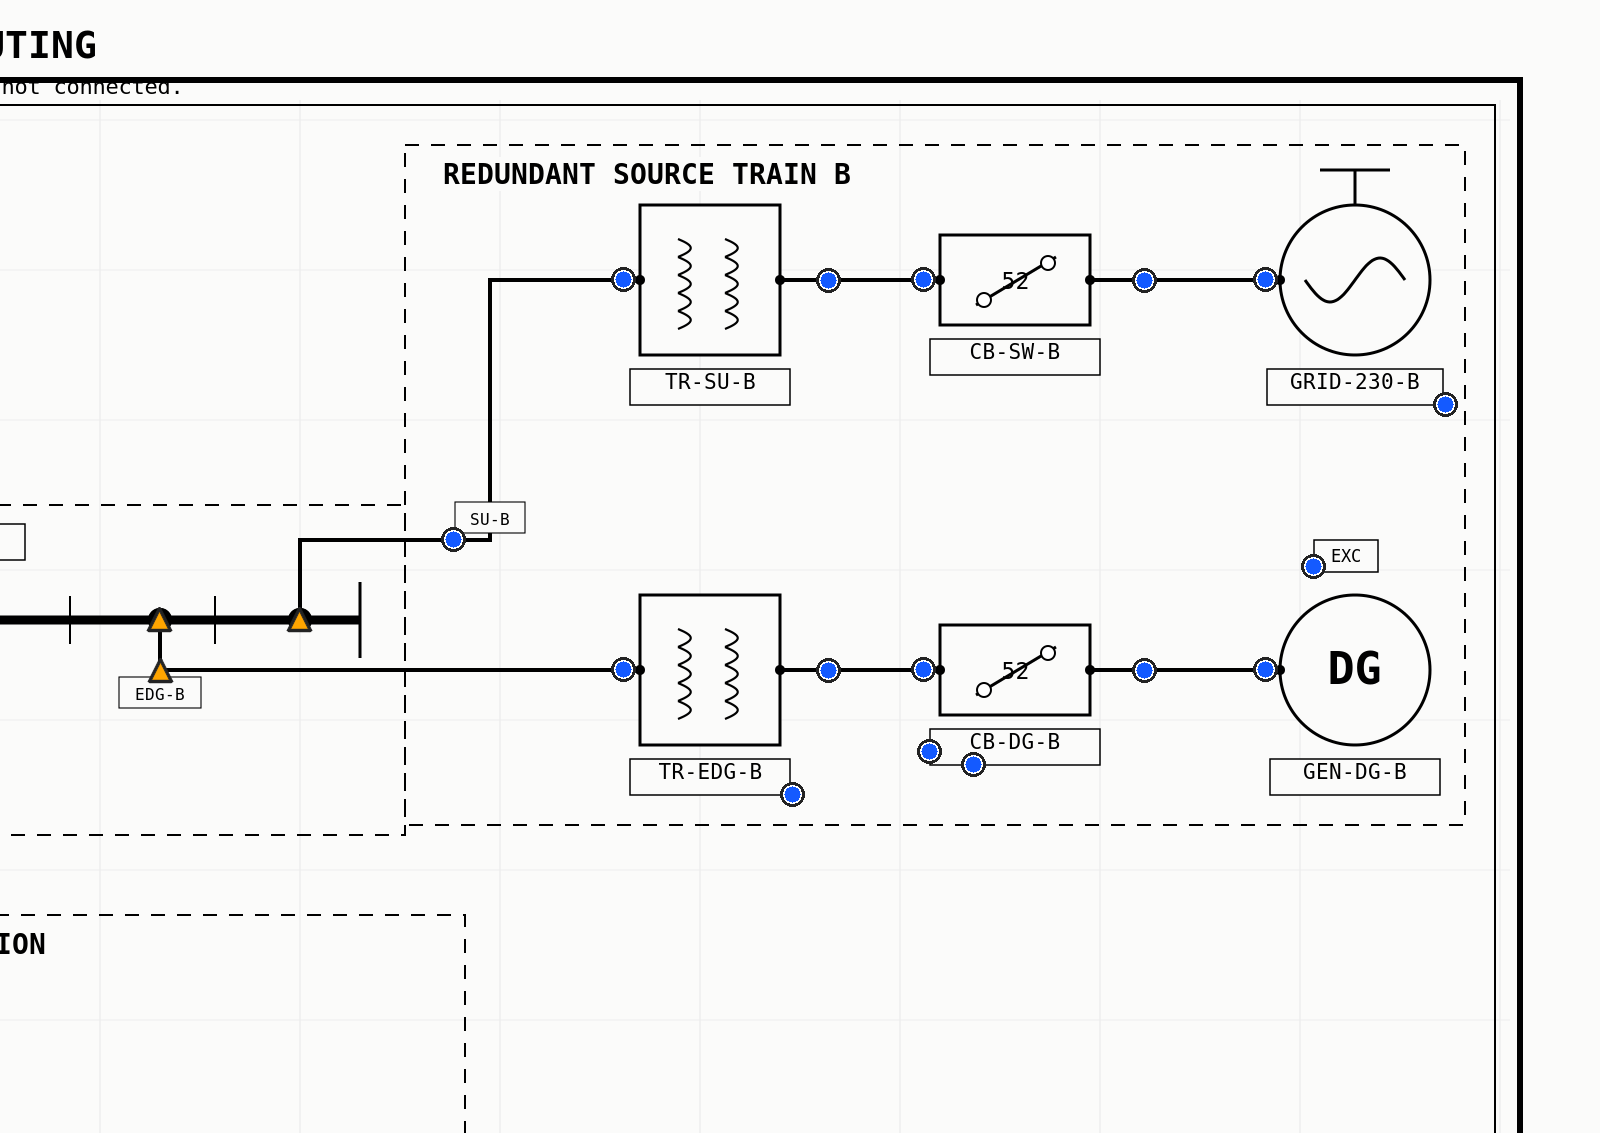 UTING
not connected.
REDUNDANT SOURCE TRAIN B
52
TR-SU-B
CB-SW-B
GRID-230-B
SU-B
EXC
52
DG
EDG-B
TR-EDG-B
CB-DG-B
GEN-DG-B
ION